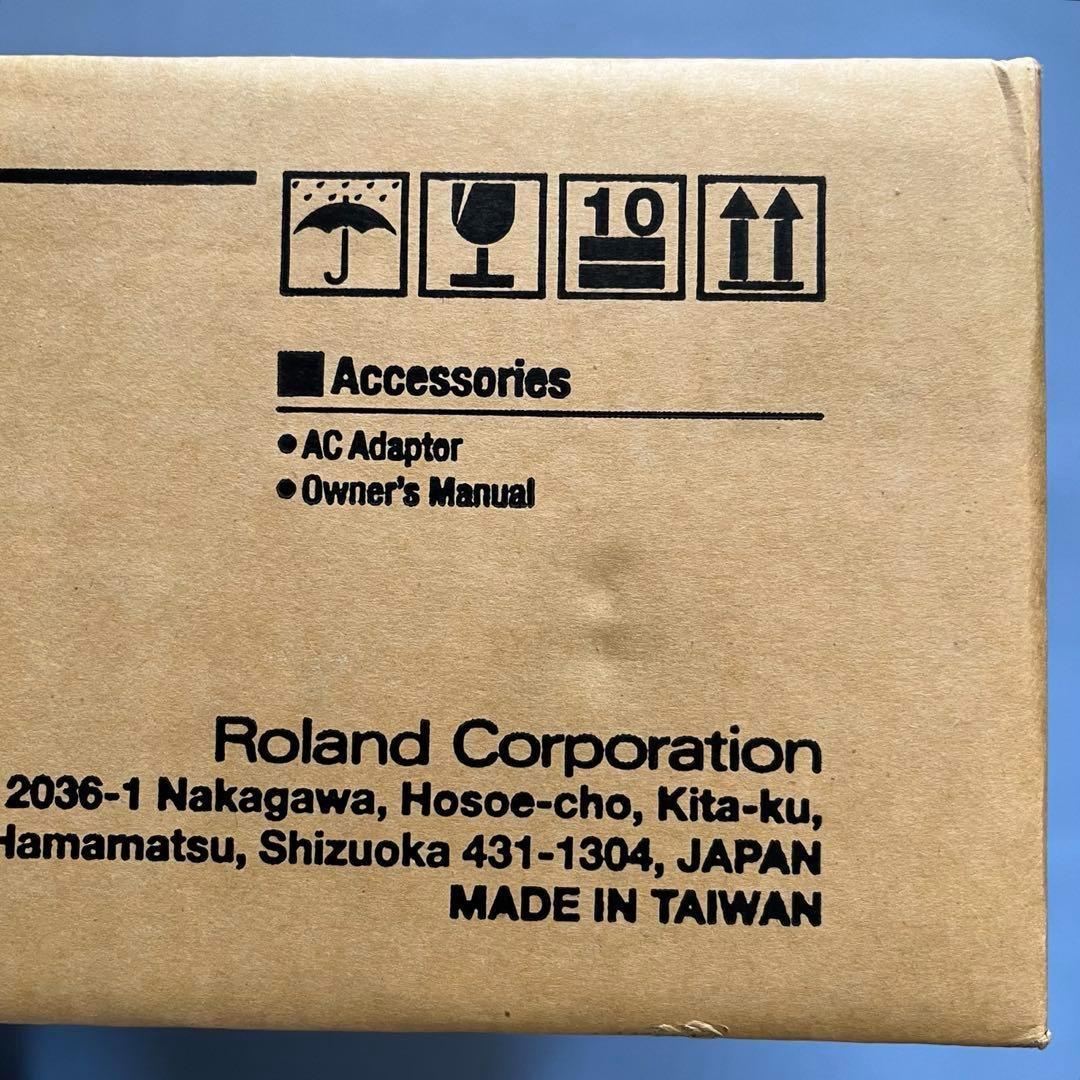 10
Accessories
• AC Adaptor
• Owner's Manual
Roland Corporation
2036-1 Nakagawa, Hosoe-cho, Kita-ku,
Hamamatsu, Shizuoka 431-1304, JAPAN
MADE IN TAIWAN